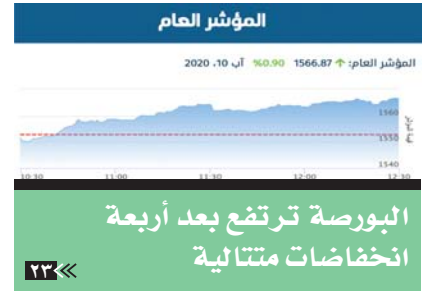 المؤشر العام
المؤشر العام: ↑ 1566.87 0.90% آب 10، 2020
1560
1550
1540
10:30 11:00 11:30 12:00 12:30
البورصة ترتفع بعد أربعة
انخفاضات متتالية
٢٣